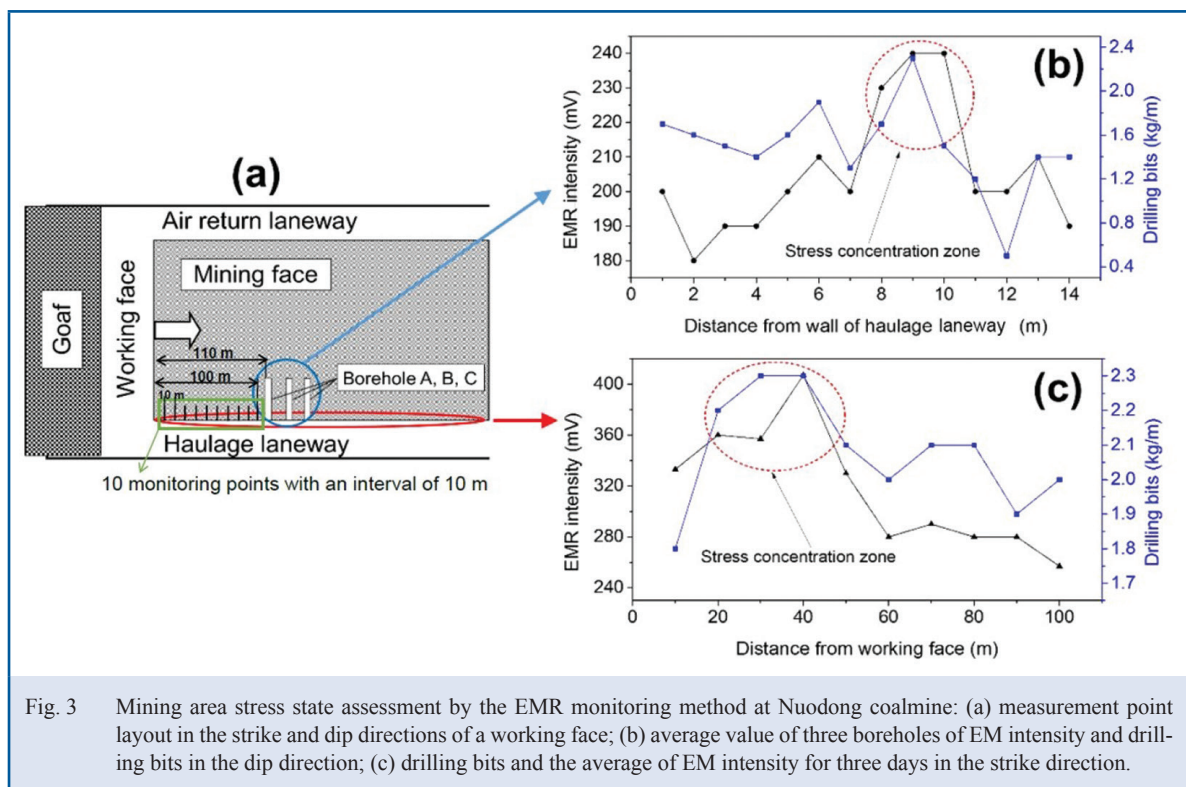 (a)
Air return laneway
Mining face
Goaf
Working face
110 m
100 m
10 m
Borehole A, B, C
Haulage laneway
10 monitoring points with an interval of 10 m
(b)
EMR intensity (mV)
240
230
220
210
200
190
180
2.4
2.0
1.6
1.2
0.8
0.4
Drilling bits (kg/m)
Stress concentration zone
0 2 4 6 8 10 12 14
Distance from wall of haulage laneway (m)
(c)
EMR intensity (mV)
400
360
320
280
240
2.3
2.2
2.1
2.0
1.9
1.8
1.7
Drilling bits (kg/m)
Stress concentration zone
0 20 40 60 80 100
Distance from working face (m)
Fig. 3 Mining area stress state assessment by the EMR monitoring method at Nuodong coalmine: (a) measurement point
layout in the strike and dip directions of a working face; (b) average value of three boreholes of EM intensity and drill-
ing bits in the dip direction; (c) drilling bits and the average of EM intensity for three days in the strike direction.